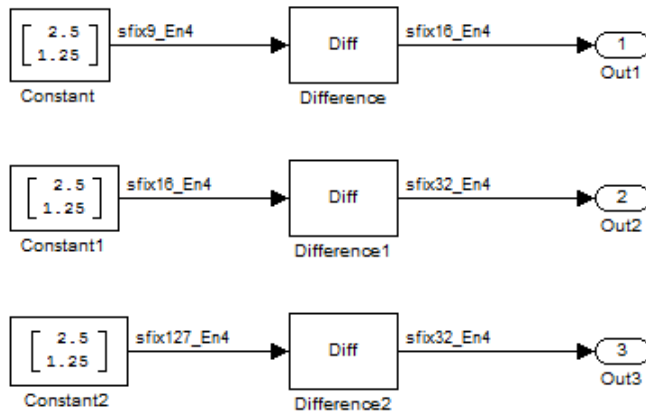 2.5
1.25
sfix9_En4
Diff
sfix16_En4
1
Constant
Difference
Out1
2.5
1.25
sfix16_En4
Diff
sfix32_En4
2
Constant1
Difference1
Out2
2.5
1.25
sfix127_En4
Diff
sfix32_En4
3
Constant2
Difference2
Out3